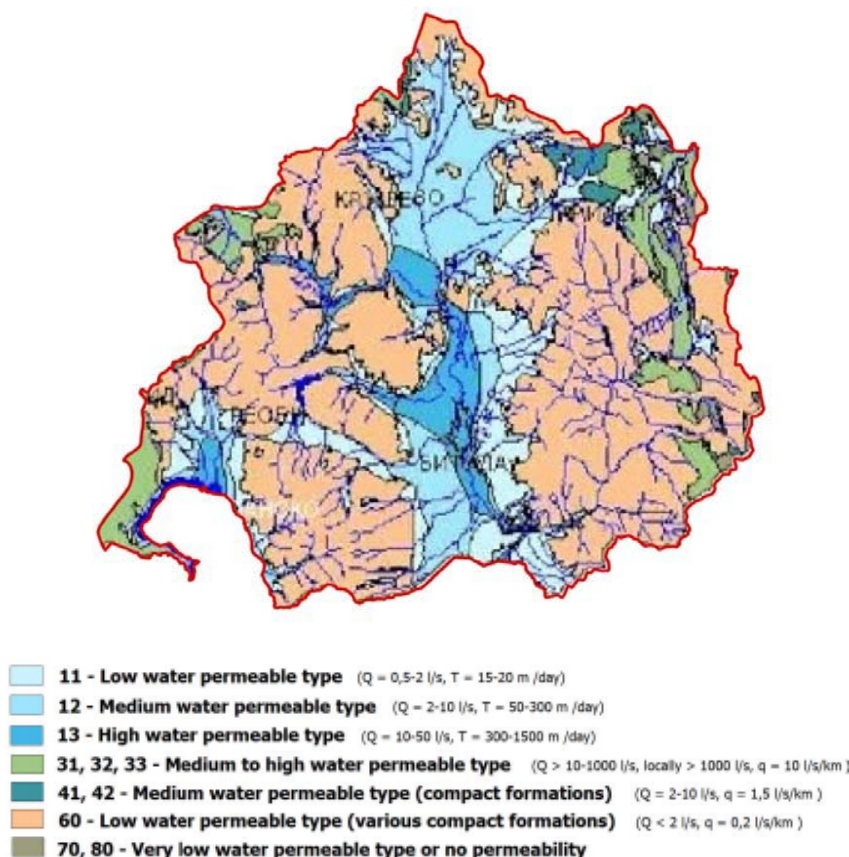 БИТОЛА
11 - Low water permeable type (Q = 0,5-2 l/s, T = 15-20 m /day)
12 - Medium water permeable type (Q = 2-10 l/s, T = 50-300 m /day)
13 - High water permeable type (Q = 10-50 l/s, T = 300-1500 m /day)
31, 32, 33 - Medium to high water permeable type (Q > 10-1000 l/s, locally > 1000 l/s, q = 10 l/s/km )
41, 42 - Medium water permeable type (compact formations) (Q = 2-10 l/s, q = 1,5 l/s/km )
60 - Low water permeable type (various compact formations) (Q < 2 l/s, q = 0,2 l/s/km )
70, 80 - Very low water permeable type or no permeability